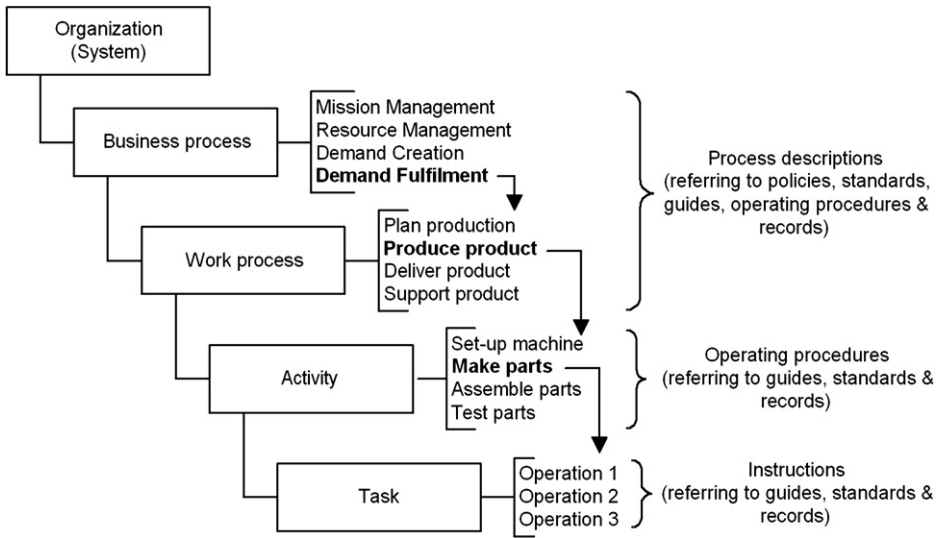 Organization
(System)
Business process
Mission Management
Resource Management
Demand Creation
Demand Fulfilment
Process descriptions
(referring to policies, standards,
guides, operating procedures &
records)
Work process
Plan production
Produce product
Deliver product
Support product
Activity
Set-up machine
Make parts
Assemble parts
Test parts
Operating procedures
(referring to guides, standards &
records)
Task
Operation 1
Operation 2
Operation 3
Instructions
(referring to guides, standards &
records)